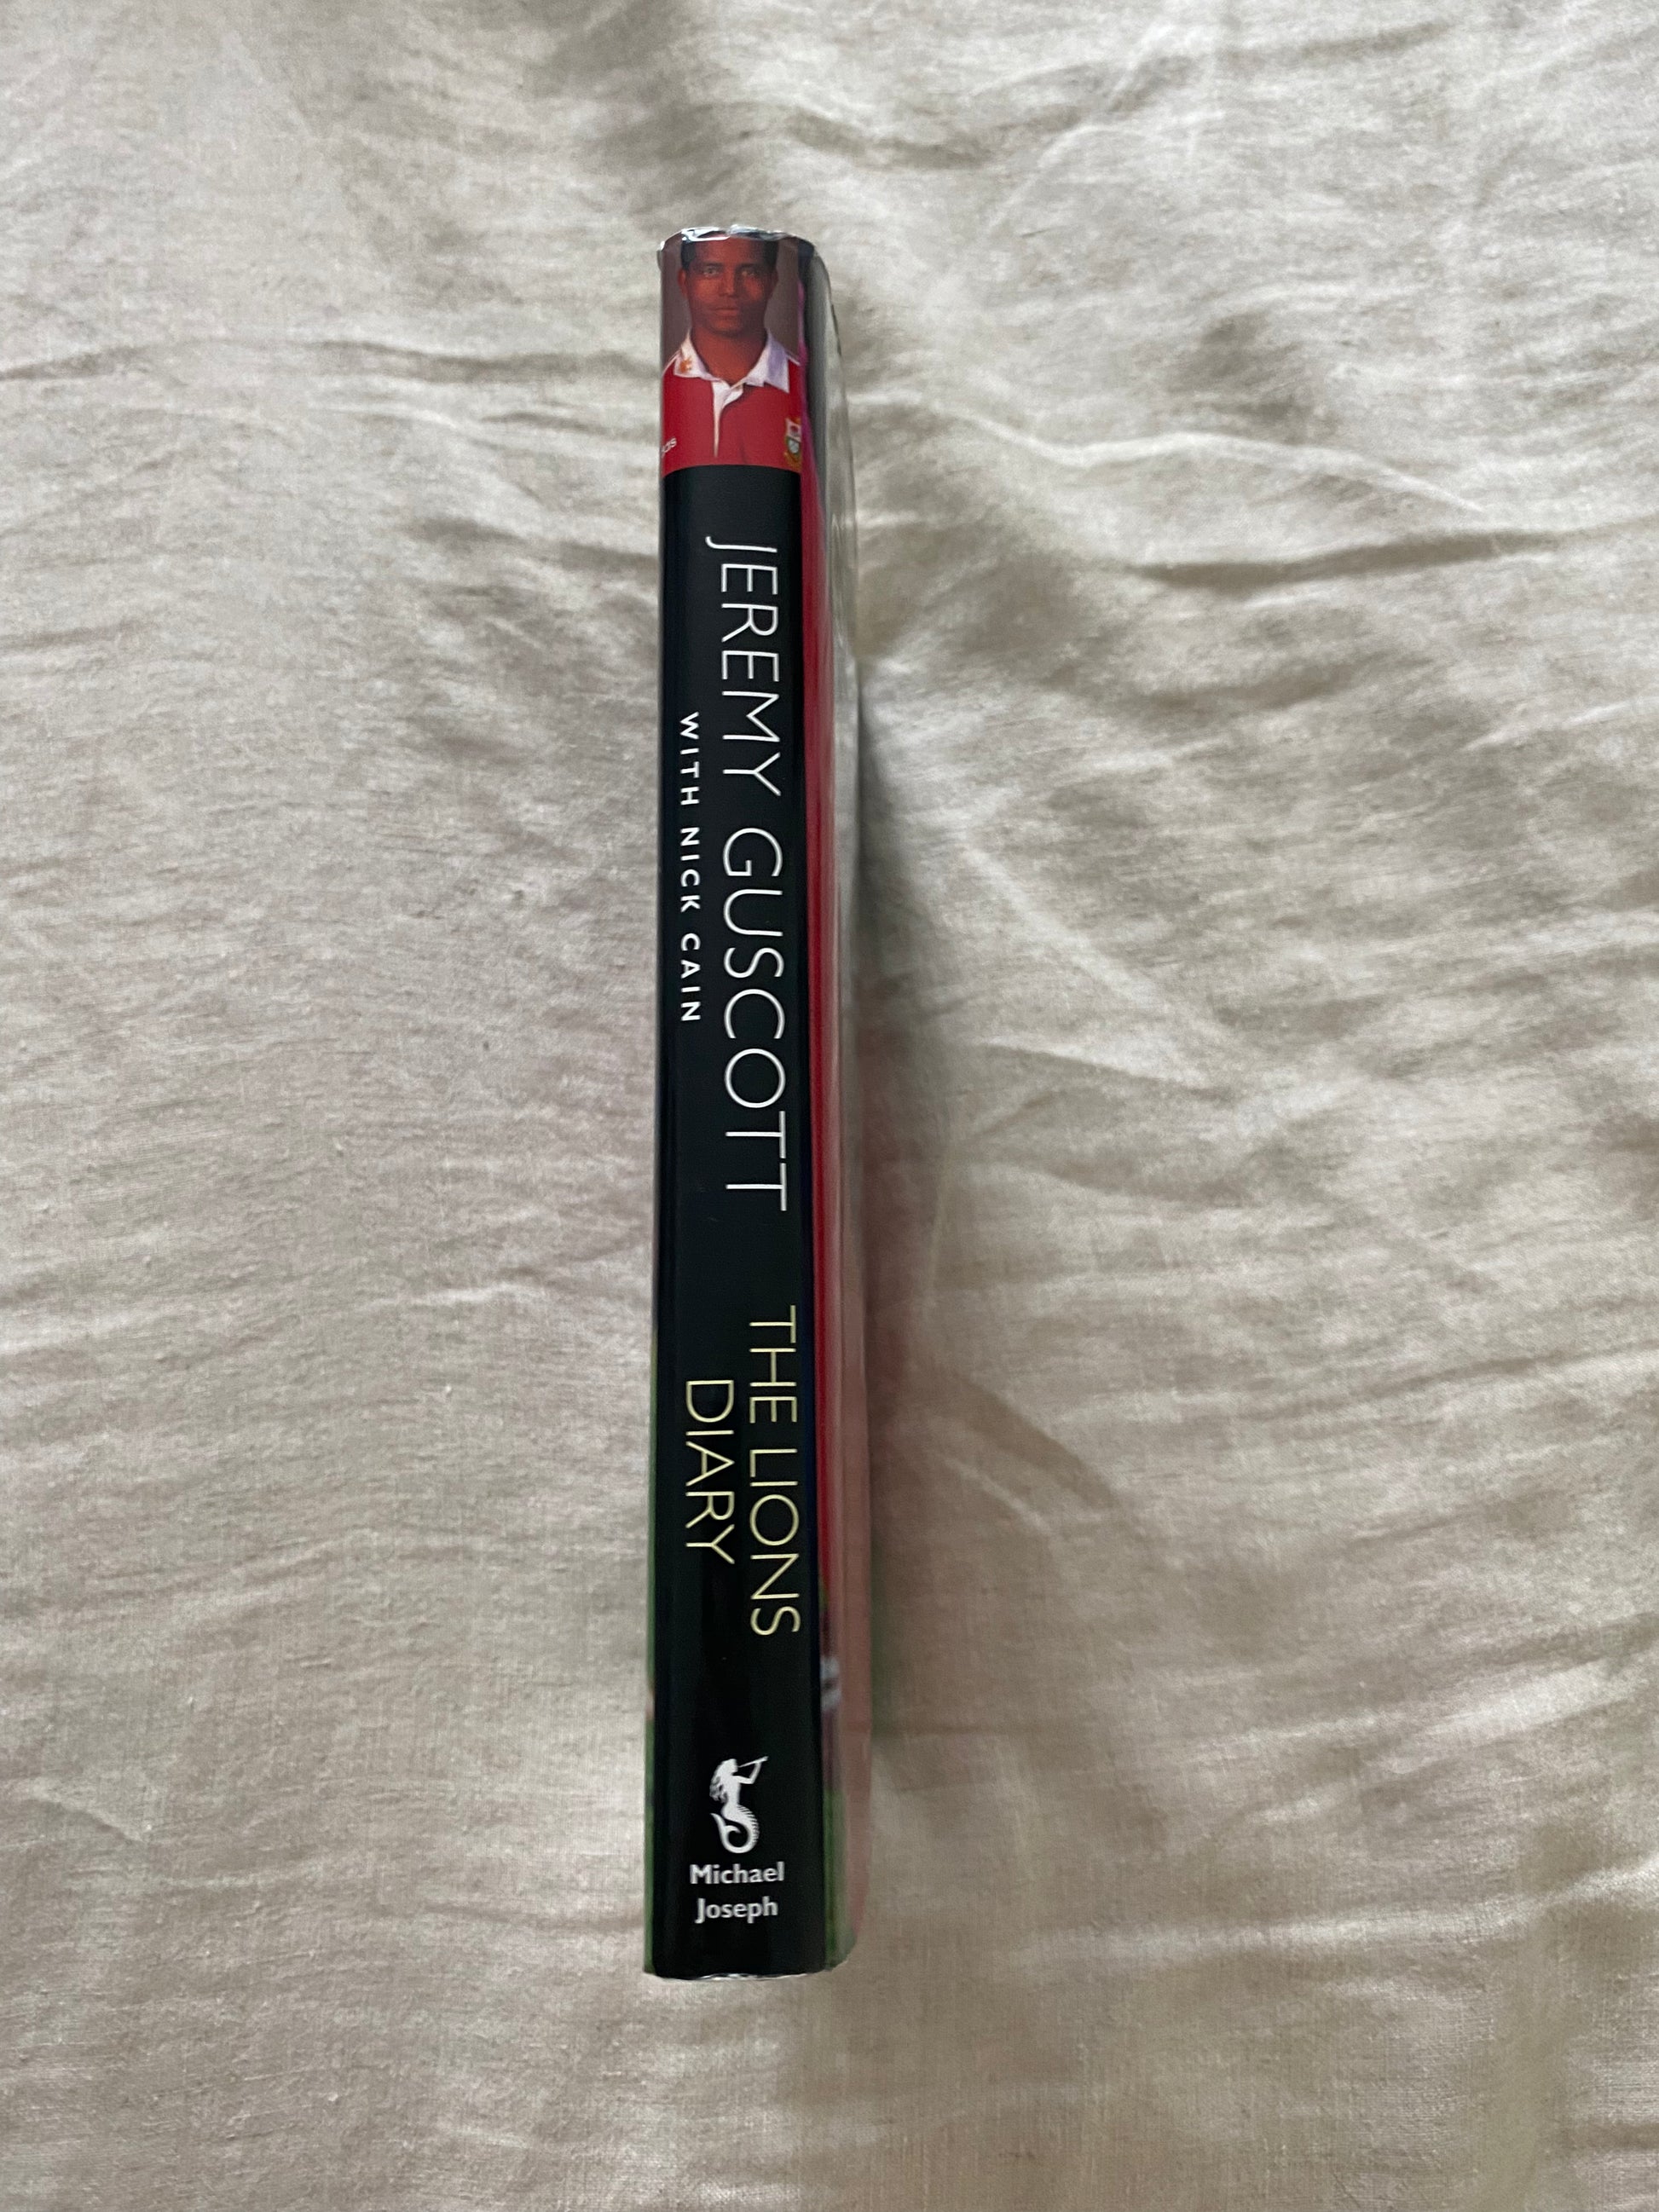 JEREMY GUSCOTT
WITH NICK CAIN
THE LIONS
DIARY
Michael
Joseph